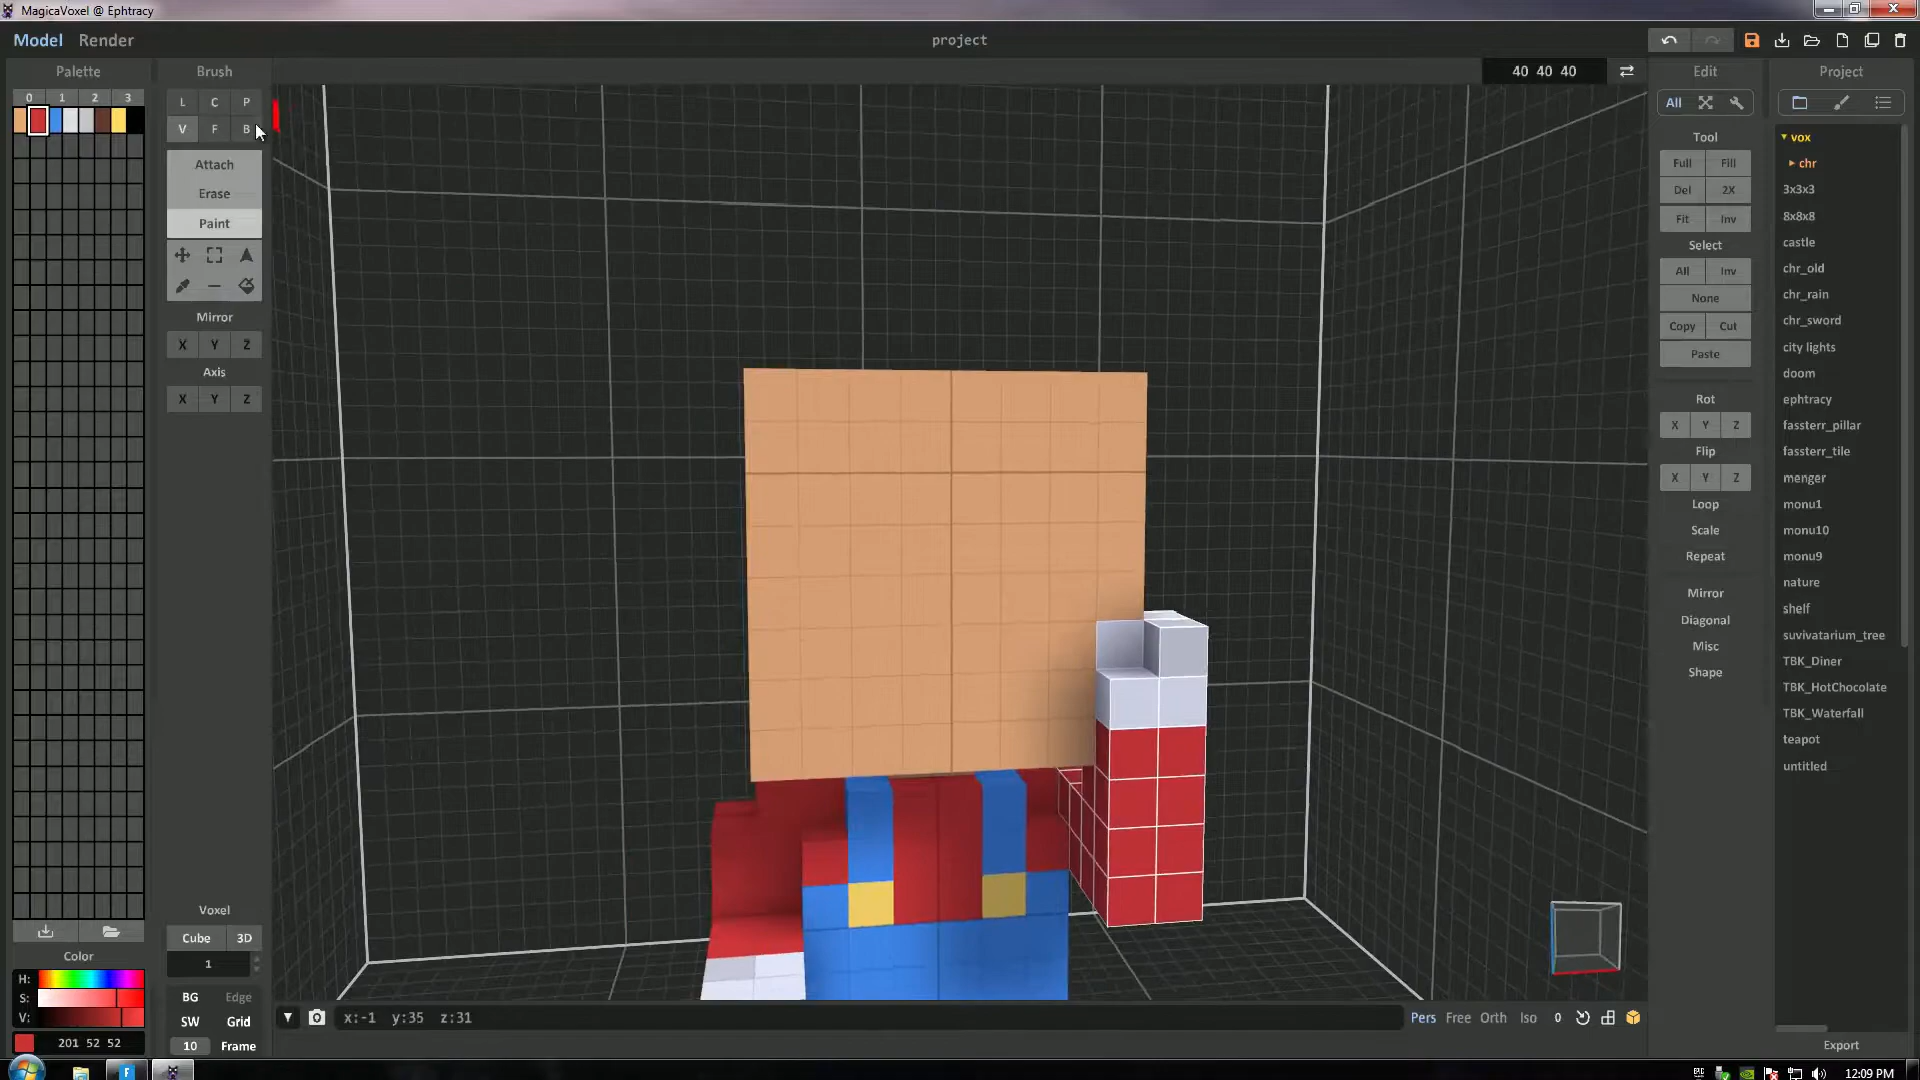 MagicaVoxel @ Ephtracy
Model Render
project
Palette
Brush
40 40 40
Edit
Project
0 1 2 3
L C P
V F B
Attach
Erase
Paint
Mirror
X Y Z
Axis
X Y Z
Voxel
Cube 3D
1
BG Edge
SW Grid
10 Frame
Color
H:
S:
V:
201 52 52
x:-1 y:35 z:31
Pers Free Orth Iso 0
All
Tool
Full Fill
Del 2X
Fit Inv
Select
All Inv
None
Copy Cut
Paste
Rot
X Y Z
Flip
X Y Z
Loop
Scale
Repeat
Mirror
Diagonal
Misc
Shape
vox
chr
3x3x3
8x8x8
castle
chr_old
chr_rain
chr_sword
city lights
doom
ephtracy
fassterr_pillar
fassterr_tile
menger
monu1
monu10
monu9
nature
shelf
suvivatarium_tree
TBK_Diner
TBK_HotChocolate
TBK_Waterfall
teapot
untitled
Export
12:09 PM